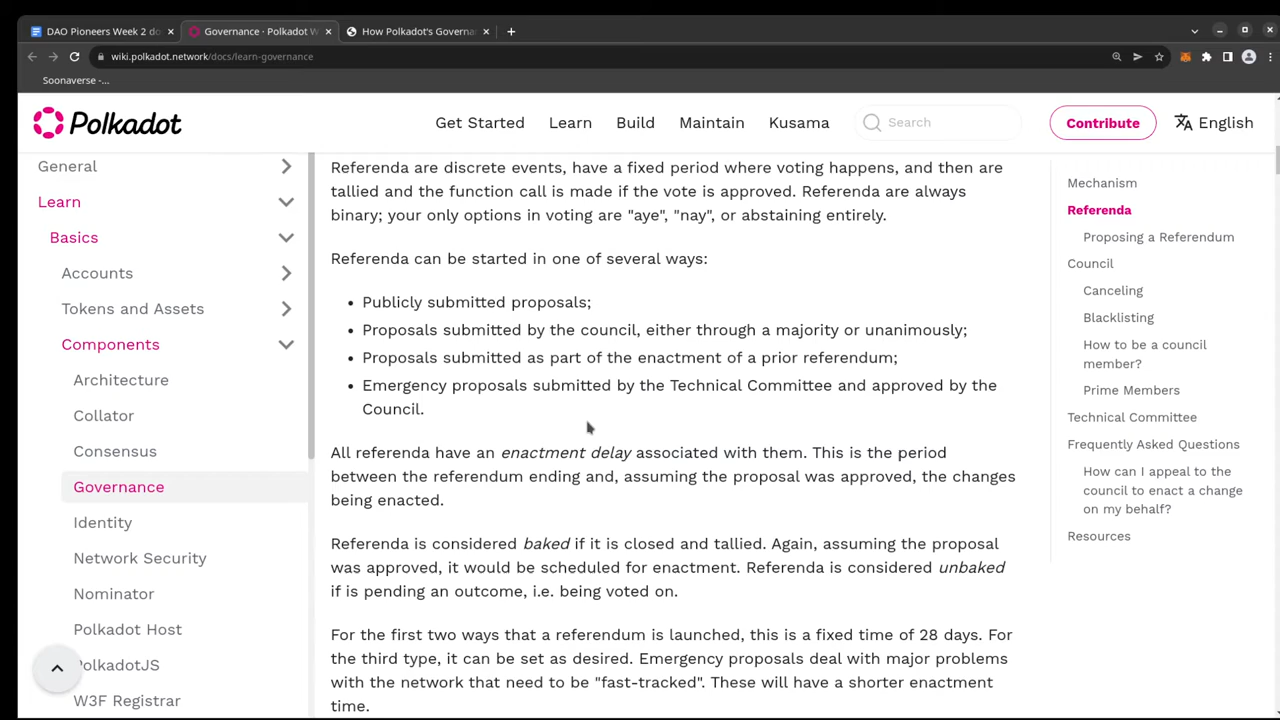 DAO Pioneers Week 2 do
Governance · Polkadot W
How Polkadot's Governa
wiki.polkadot.network/docs/learn-governance
Soonaverse -...
Polkadot
Get Started
Learn
Build
Maintain
Kusama
Search
Contribute
English
General
Learn
Basics
Accounts
Tokens and Assets
Components
Architecture
Collator
Consensus
Governance
Identity
Network Security
Nominator
Polkadot Host
PolkadotJS
W3F Registrar
Referenda are discrete events, have a fixed period where voting happens, and then are
tallied and the function call is made if the vote is approved. Referenda are always
binary; your only options in voting are "aye", "nay", or abstaining entirely.
Referenda can be started in one of several ways:
• Publicly submitted proposals;
• Proposals submitted by the council, either through a majority or unanimously;
• Proposals submitted as part of the enactment of a prior referendum;
• Emergency proposals submitted by the Technical Committee and approved by the
Council.
All referenda have an enactment delay associated with them. This is the period
between the referendum ending and, assuming the proposal was approved, the changes
being enacted.
Referenda is considered baked if it is closed and tallied. Again, assuming the proposal
was approved, it would be scheduled for enactment. Referenda is considered unbaked
if is pending an outcome, i.e. being voted on.
For the first two ways that a referendum is launched, this is a fixed time of 28 days. For
the third type, it can be set as desired. Emergency proposals deal with major problems
with the network that need to be "fast-tracked". These will have a shorter enactment
time.
Mechanism
Referenda
Proposing a Referendum
Council
Canceling
Blacklisting
How to be a council
member?
Prime Members
Technical Committee
Frequently Asked Questions
How can I appeal to the
council to enact a change
on my behalf?
Resources